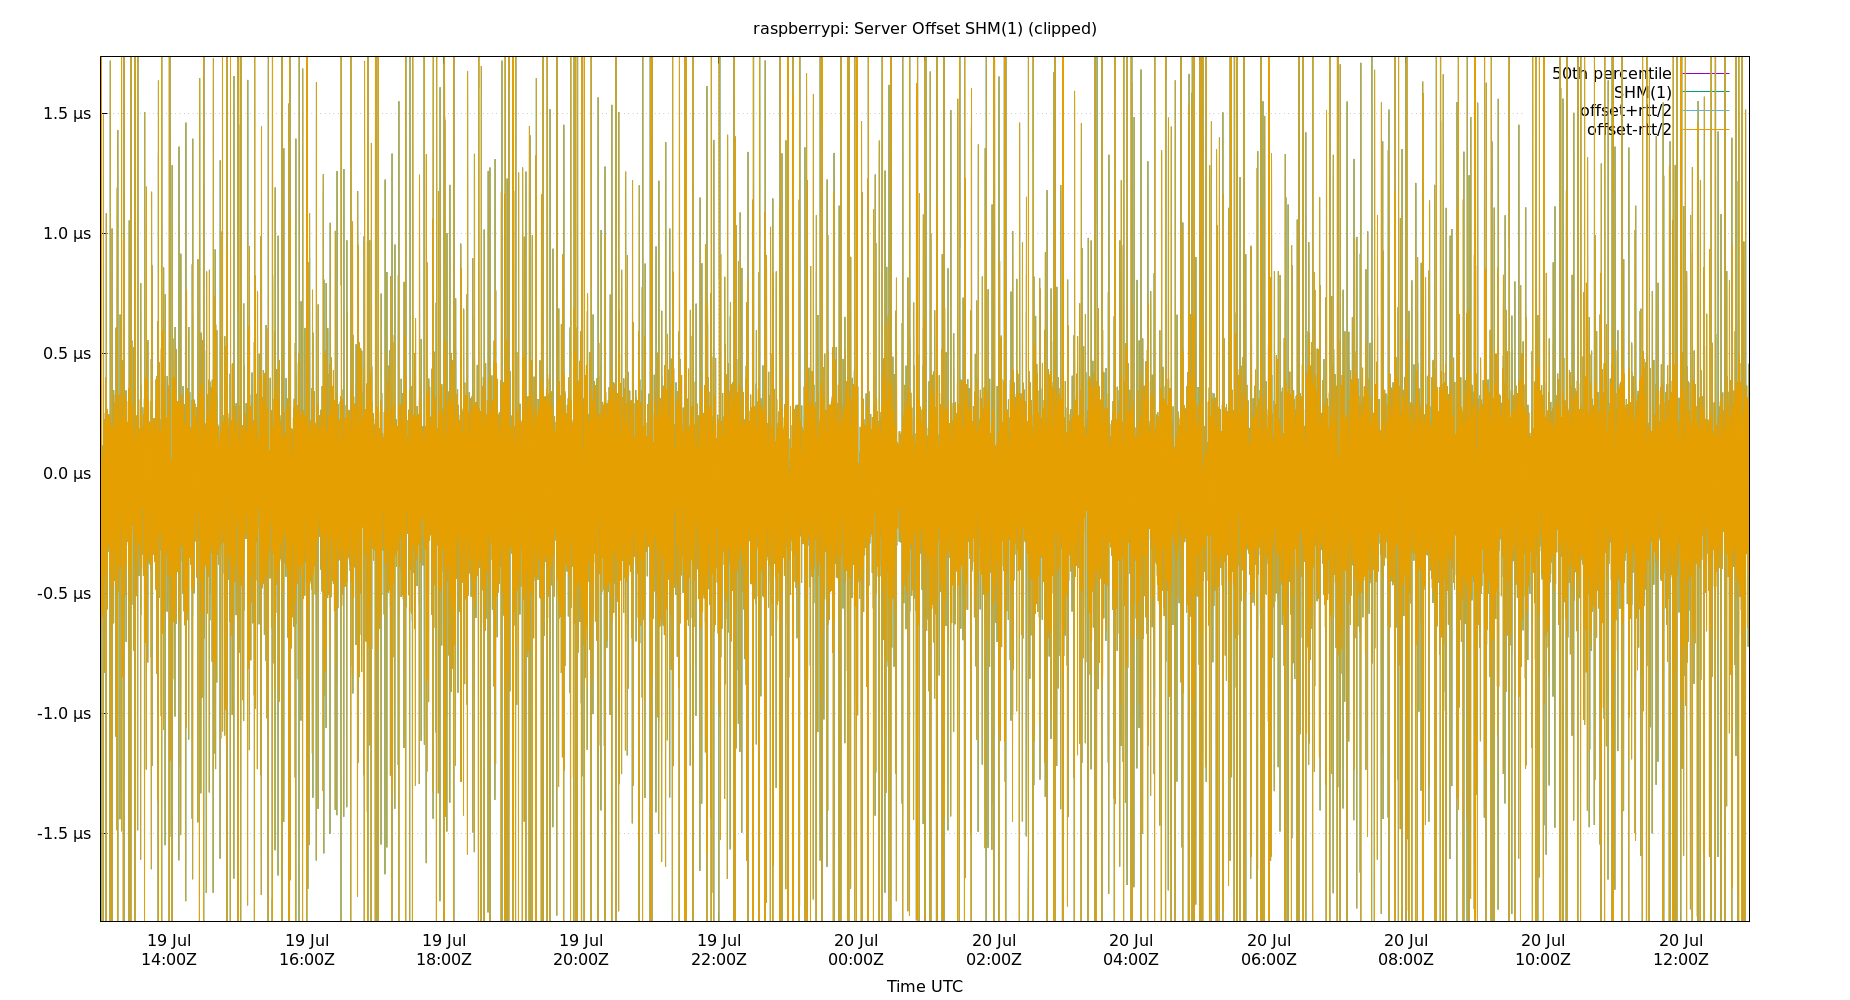 raspberrypi: Server Offset SHM(1) (clipped)
50th percentile
SHM(1)
offset+rtt/2
offset-rtt/2
1.5 µs
1.0 µs
0.5 µs
0.0 µs
-0.5 µs
-1.0 µs
-1.5 µs
19 Jul 19 Jul 19 Jul 19 Jul 19 Jul 20 Jul 20 Jul 20 Jul 20 Jul 20 Jul 20 Jul 20 Jul
14:00Z 16:00Z 18:00Z 20:00Z 22:00Z 00:00Z 02:00Z 04:00Z 06:00Z 08:00Z 10:00Z 12:00Z
Time UTC